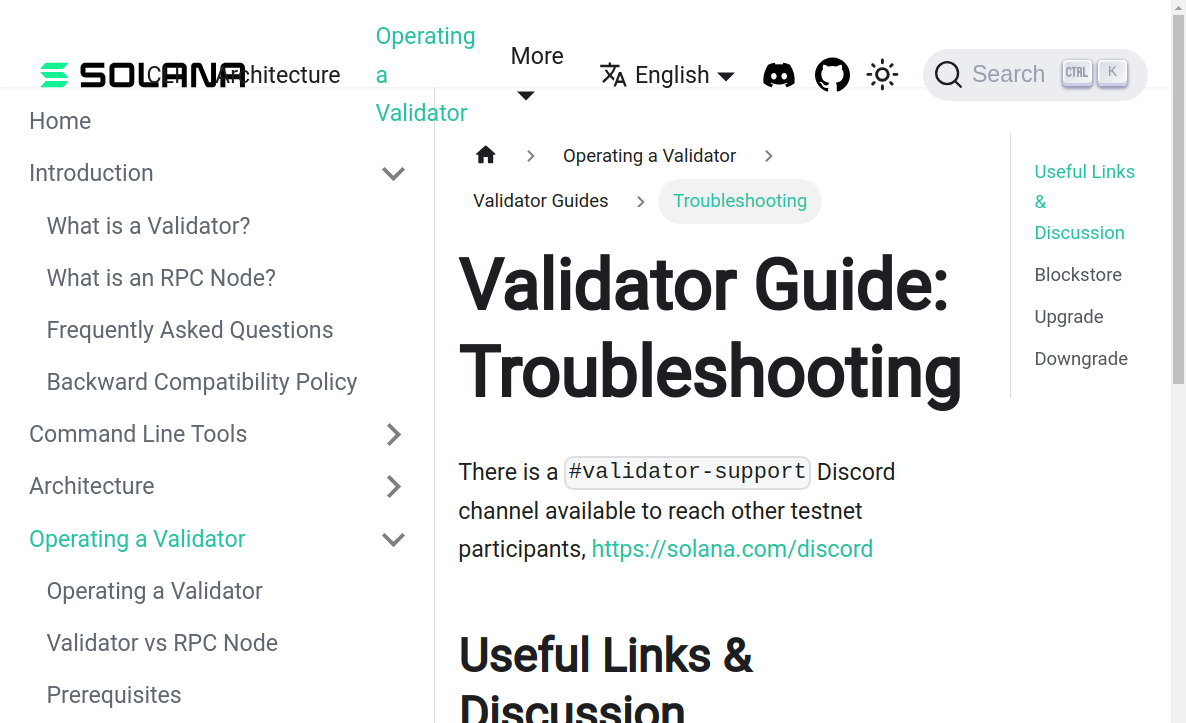 SOLANA
CLI
Architecture
Operating
a
Validator
More
English
Search
CTRL K
Home
Introduction
What is a Validator?
What is an RPC Node?
Frequently Asked Questions
Backward Compatibility Policy
Command Line Tools
Architecture
Operating a Validator
Operating a Validator
Validator vs RPC Node
Prerequisites
Operating a Validator
Validator Guides
Troubleshooting
Validator Guide:
Troubleshooting
There is a #validator-support Discord
channel available to reach other testnet
participants, https://solana.com/discord
Useful Links &
Discussion
Useful Links
&
Discussion
Blockstore
Upgrade
Downgrade